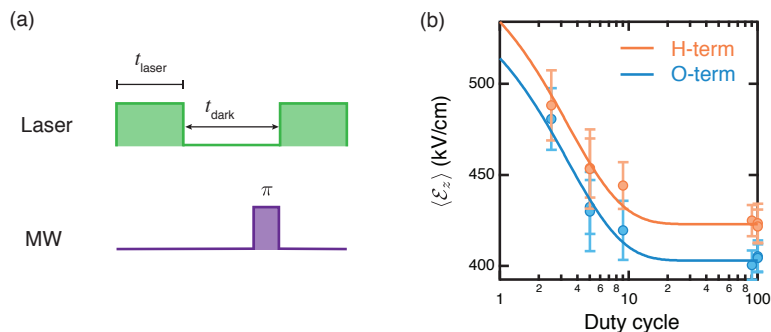 (a)
t_laser
t_dark
Laser
π
MW
(b)
H-term
O-term
⟨ℰ_z⟩ (kV/cm)
500
450
400
1 2 4 6 8 10 2 4 6 8 100
Duty cycle